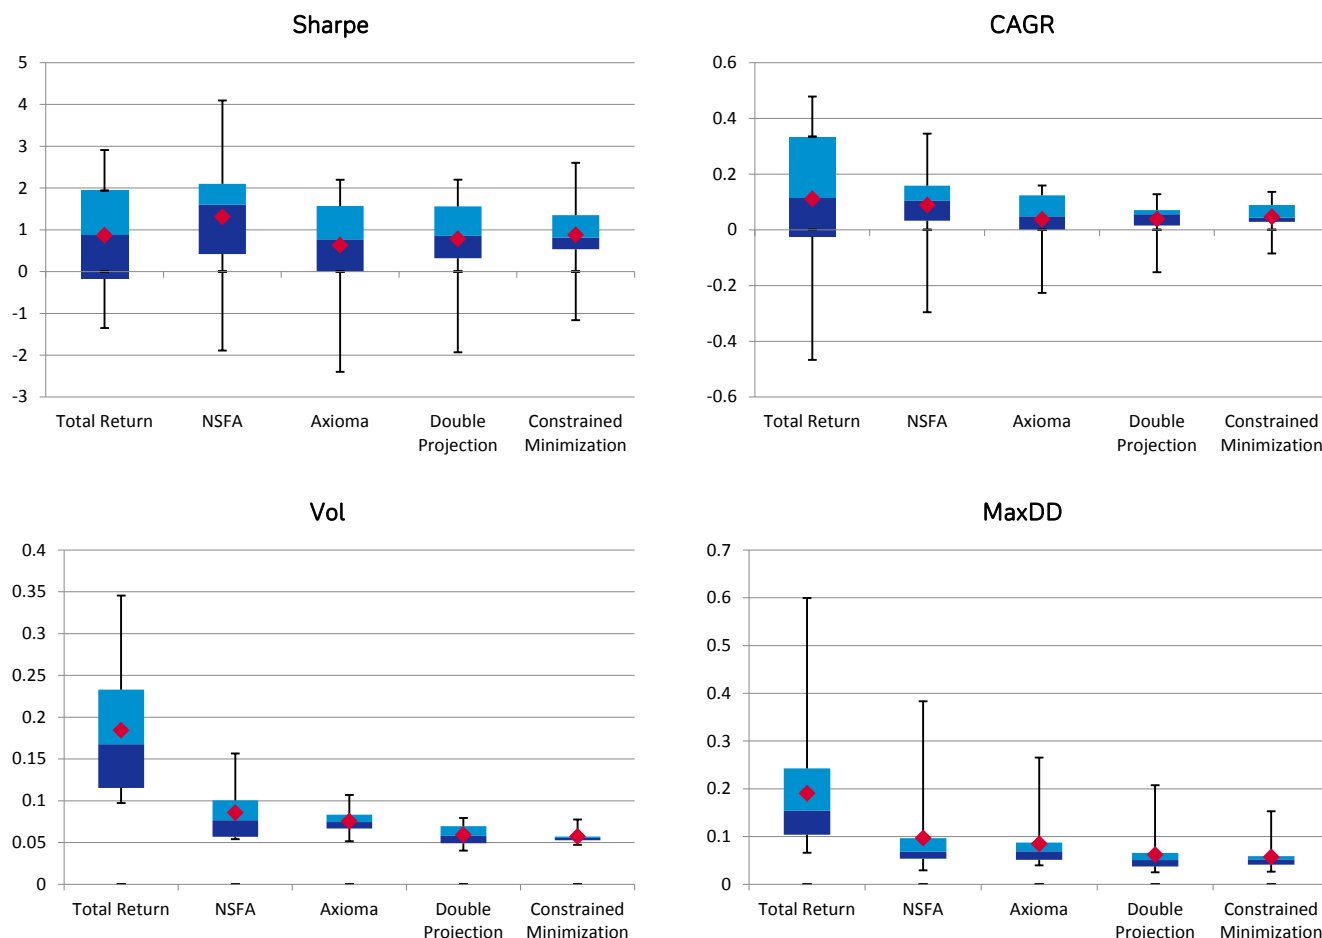 Sharpe
5
4
3
2
1
0
-1
-2
-3
Total Return
NSFA
Axioma
Double
Projection
Constrained
Minimization
CAGR
0.6
0.4
0.2
0
-0.2
-0.4
-0.6
Total Return
NSFA
Axioma
Double
Projection
Constrained
Minimization
Vol
0.4
0.35
0.3
0.25
0.2
0.15
0.1
0.05
0
Total Return
NSFA
Axioma
Double
Projection
Constrained
Minimization
MaxDD
0.7
0.6
0.5
0.4
0.3
0.2
0.1
0
Total Return
NSFA
Axioma
Double
Projection
Constrained
Minimization